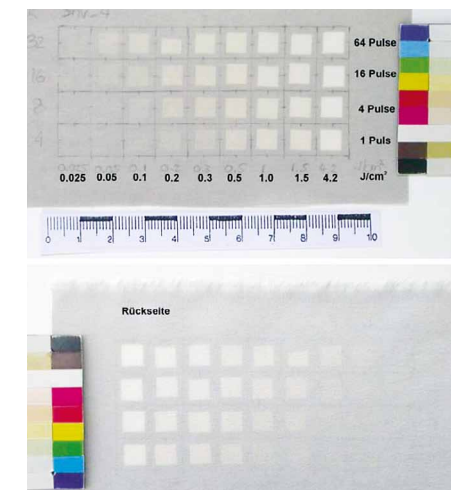 64 Pulse
16 Pulse
4 Pulse
1 Puls
0.025 0.05 0.1 0.2 0.3 0.5 1.0 1.5 4.2 J/cm²
0 1 2 3 4 5 6 7 8 9 10
Rückseite